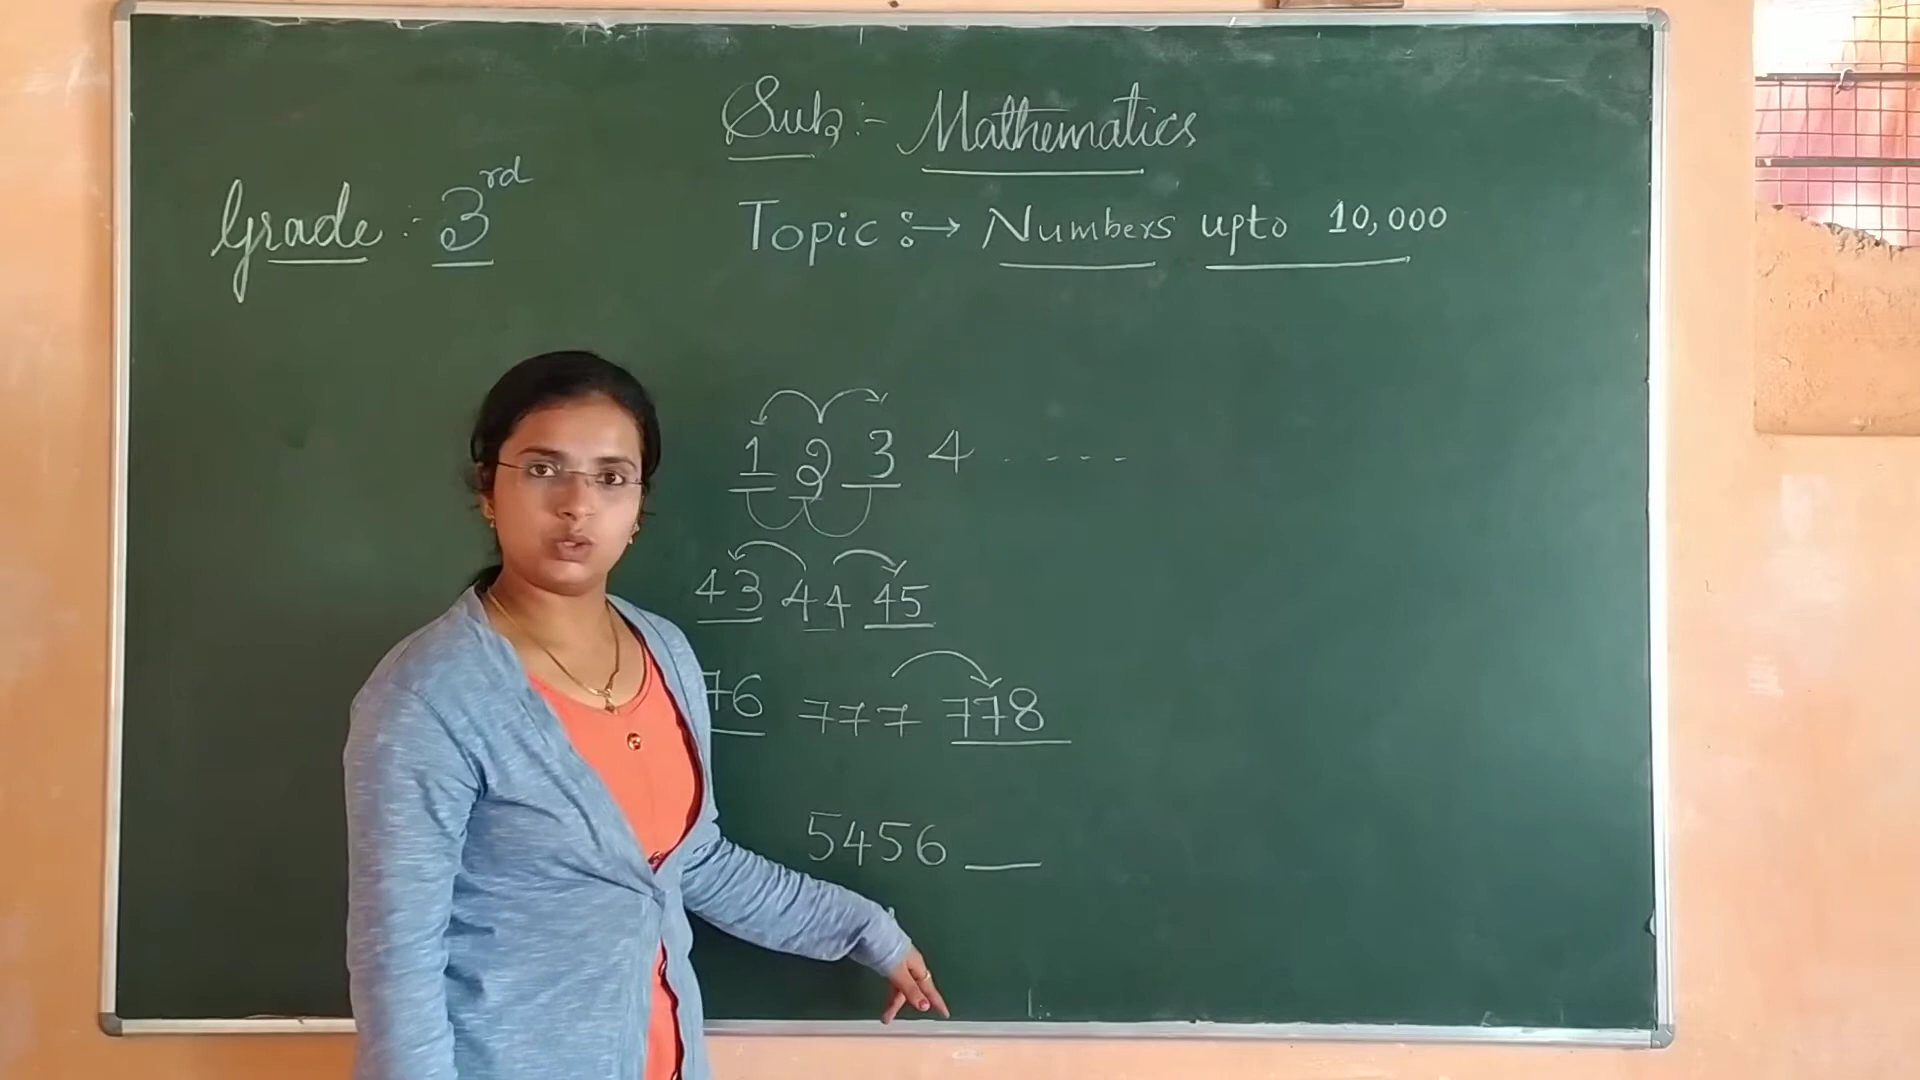 Sub :- Mathematics
Grade :- 3rd
Topic :→ Numbers upto 10,000
1 2 3 4 . - - - -
43 44 45
76 777 778
5456 __